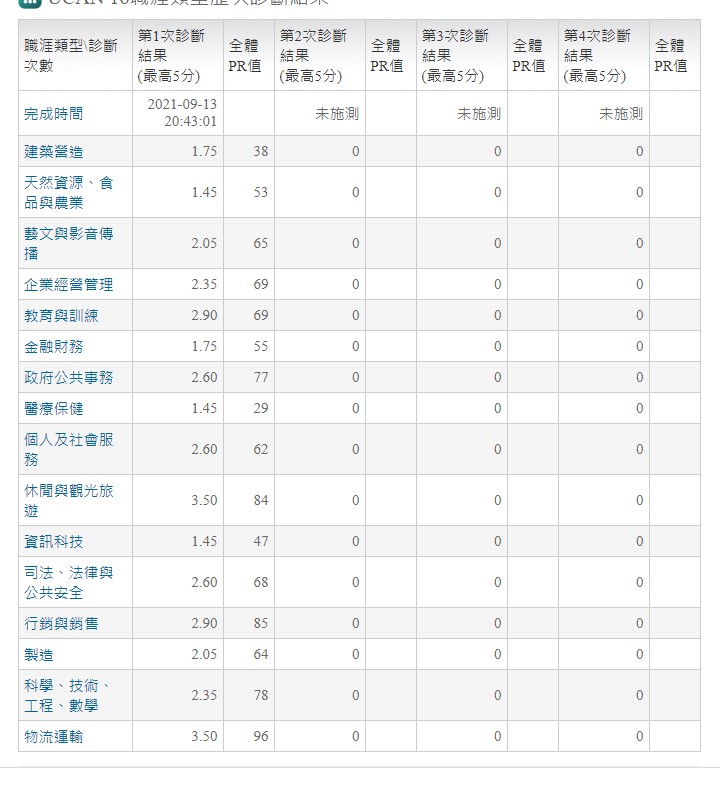 職涯類型\診斷次數 第1次診斷結果(最高5分) 全體PR值 第2次診斷結果(最高5分) 全體PR值 第3次診斷結果(最高5分) 全體PR值 第4次診斷結果(最高5分) 全體PR值
完成時間 2021-09-13 20:43:01 未施測 未施測 未施測
建築營造 1.75 38 0 0 0
天然資源、食品與農業 1.45 53 0 0 0
藝文與影音傳播 2.05 65 0 0 0
企業經營管理 2.35 69 0 0 0
教育與訓練 2.90 69 0 0 0
金融財務 1.75 55 0 0 0
政府公共事務 2.60 77 0 0 0
醫療保健 1.45 29 0 0 0
個人及社會服務 2.60 62 0 0 0
休閒與觀光旅遊 3.50 84 0 0 0
資訊科技 1.45 47 0 0 0
司法、法律與公共安全 2.60 68 0 0 0
行銷與銷售 2.90 85 0 0 0
製造 2.05 64 0 0 0
科學、技術、工程、數學 2.35 78 0 0 0
物流運輸 3.50 96 0 0 0